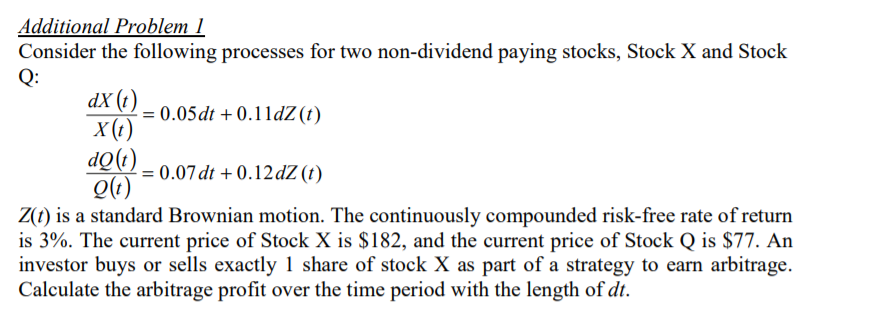 Additional Problem 1
Consider the following processes for two non-dividend paying stocks, Stock X and Stock
Q:
dX(t)/X(t) = 0.05dt + 0.11dZ(t)
dQ(t)/Q(t) = 0.07dt + 0.12dZ(t)
Z(t) is a standard Brownian motion. The continuously compounded risk-free rate of return
is 3%. The current price of Stock X is $182, and the current price of Stock Q is $77. An
investor buys or sells exactly 1 share of stock X as part of a strategy to earn arbitrage.
Calculate the arbitrage profit over the time period with the length of dt.